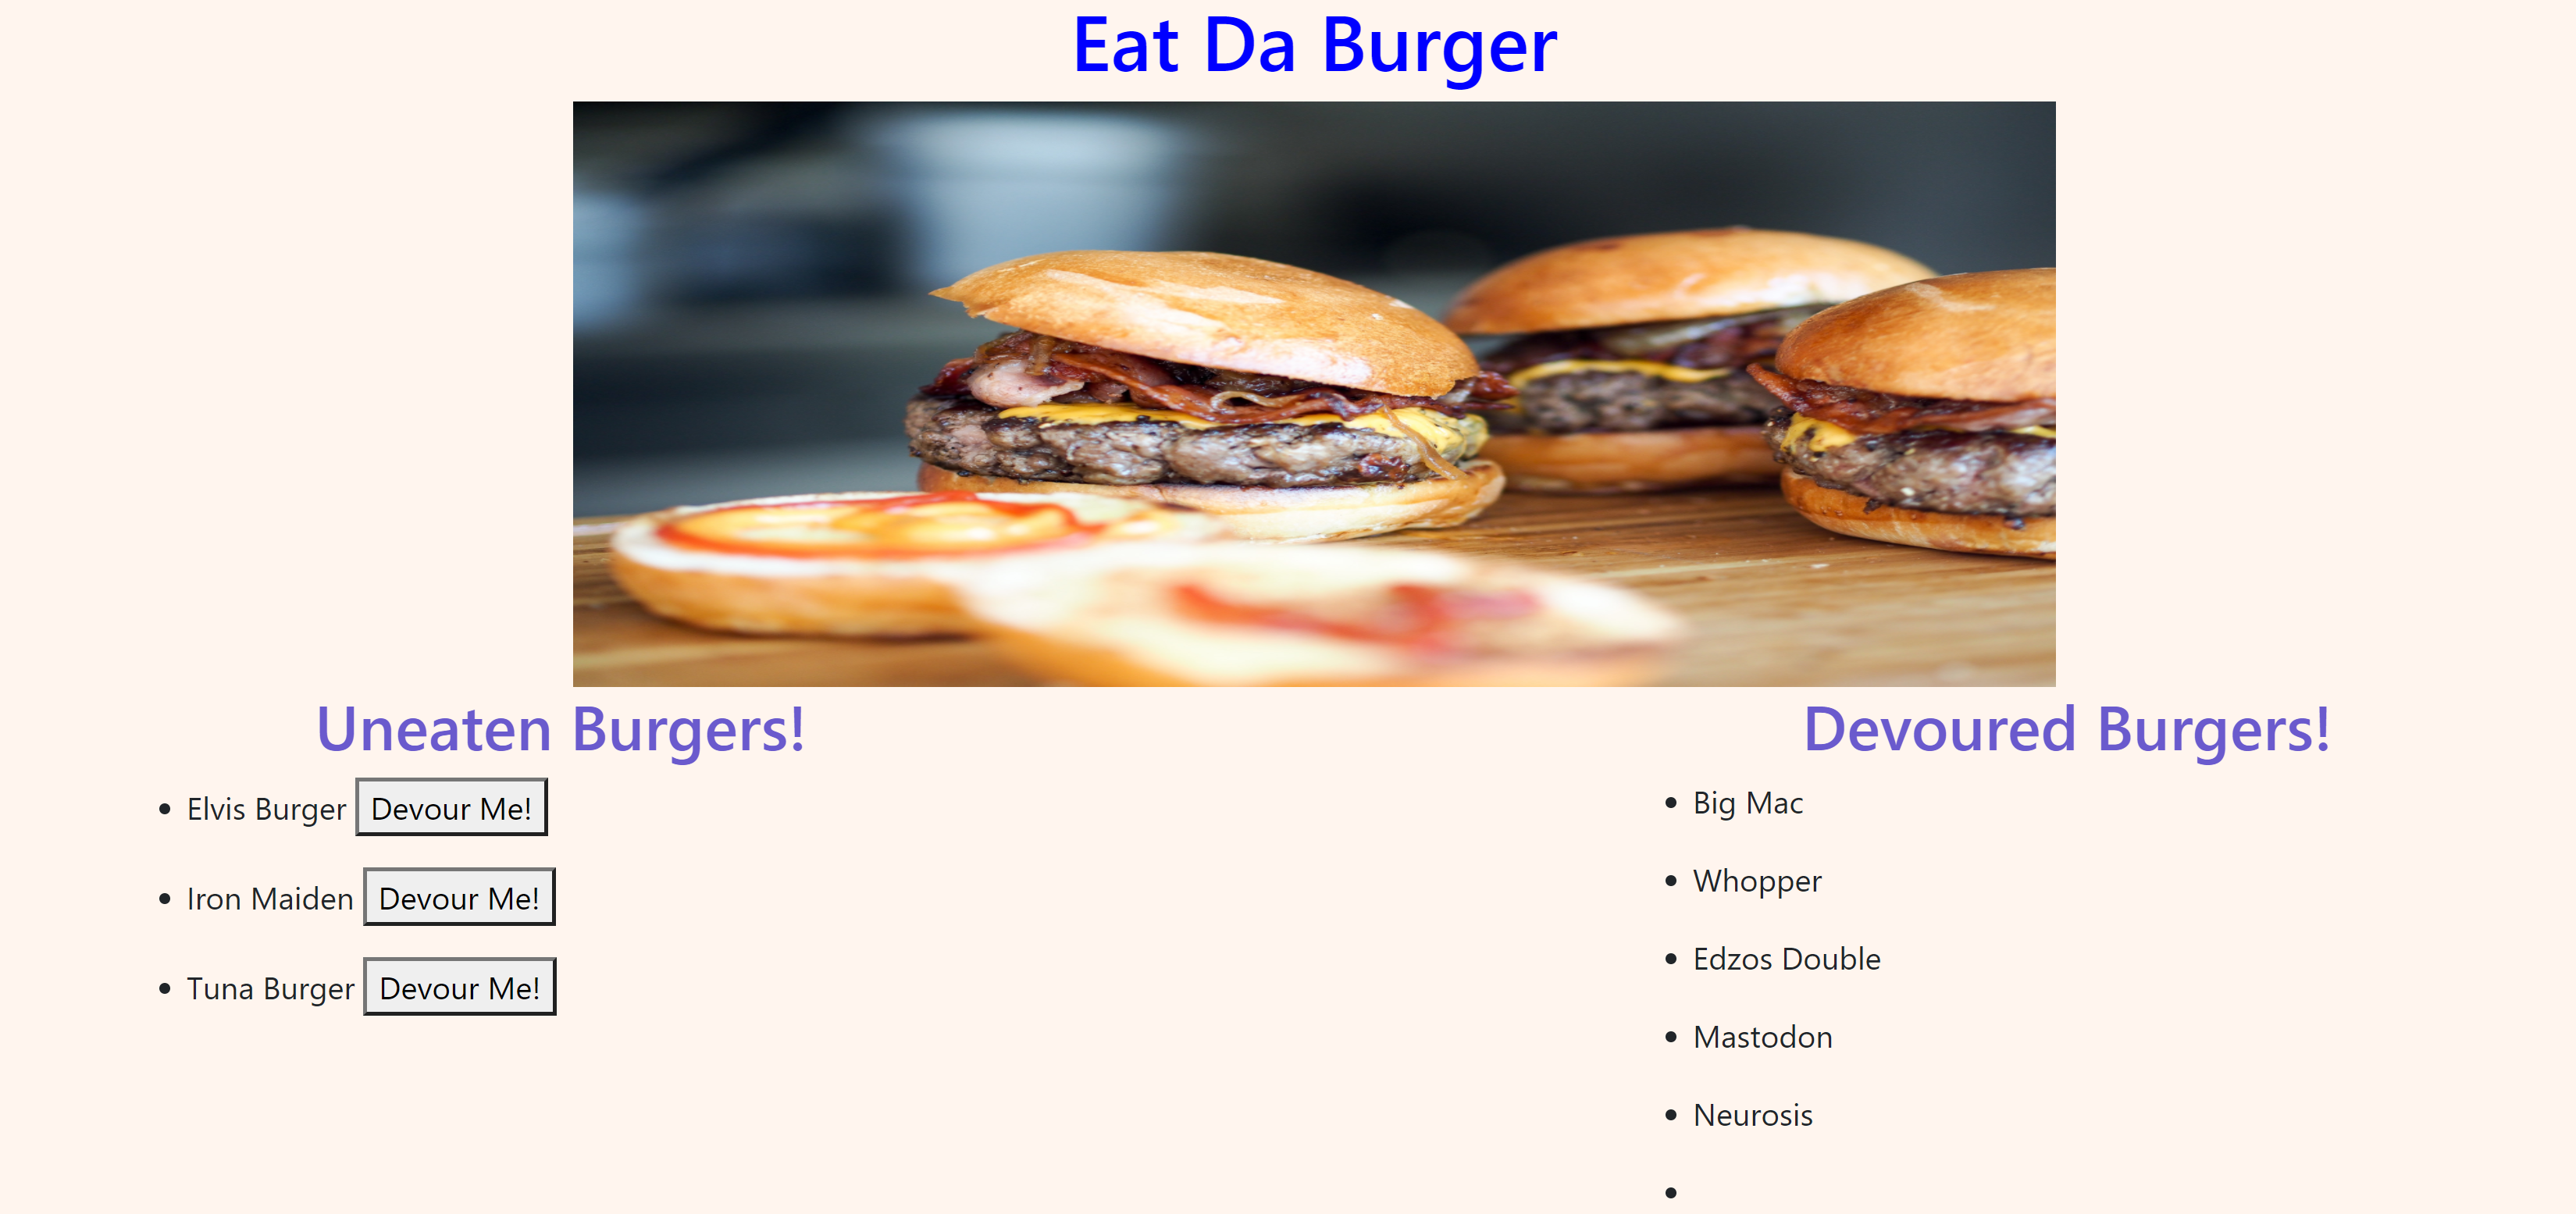 Eat Da Burger
Uneaten Burgers!
Elvis Burger Devour Me!
Iron Maiden Devour Me!
Tuna Burger Devour Me!
Devoured Burgers!
Big Mac
Whopper
Edzos Double
Mastodon
Neurosis